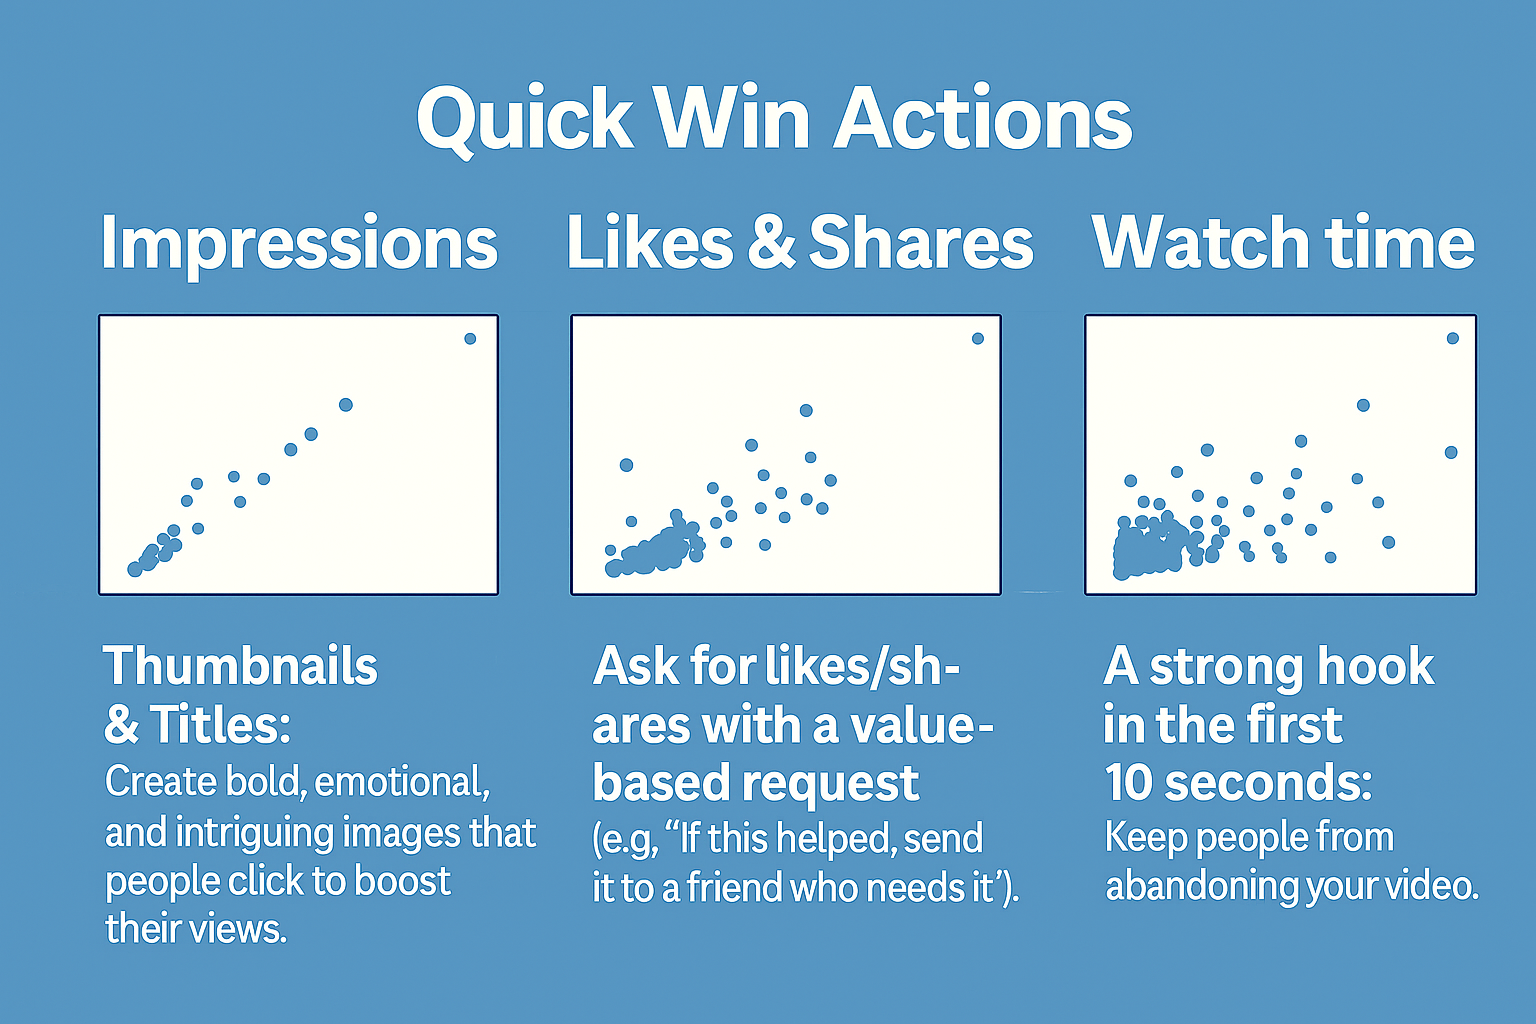 Quick Win Actions
Impressions
Likes & Shares
Watch time
Thumbnails
& Titles:
Create bold, emotional,
and intriguing images that
people click to boost
their views.
Ask for likes/sh-
ares with a value-
based request
(e.g, “If this helped, send
it to a friend who needs it’).
A strong hook
in the first
10 seconds:
Keep people from
abandoning your video.